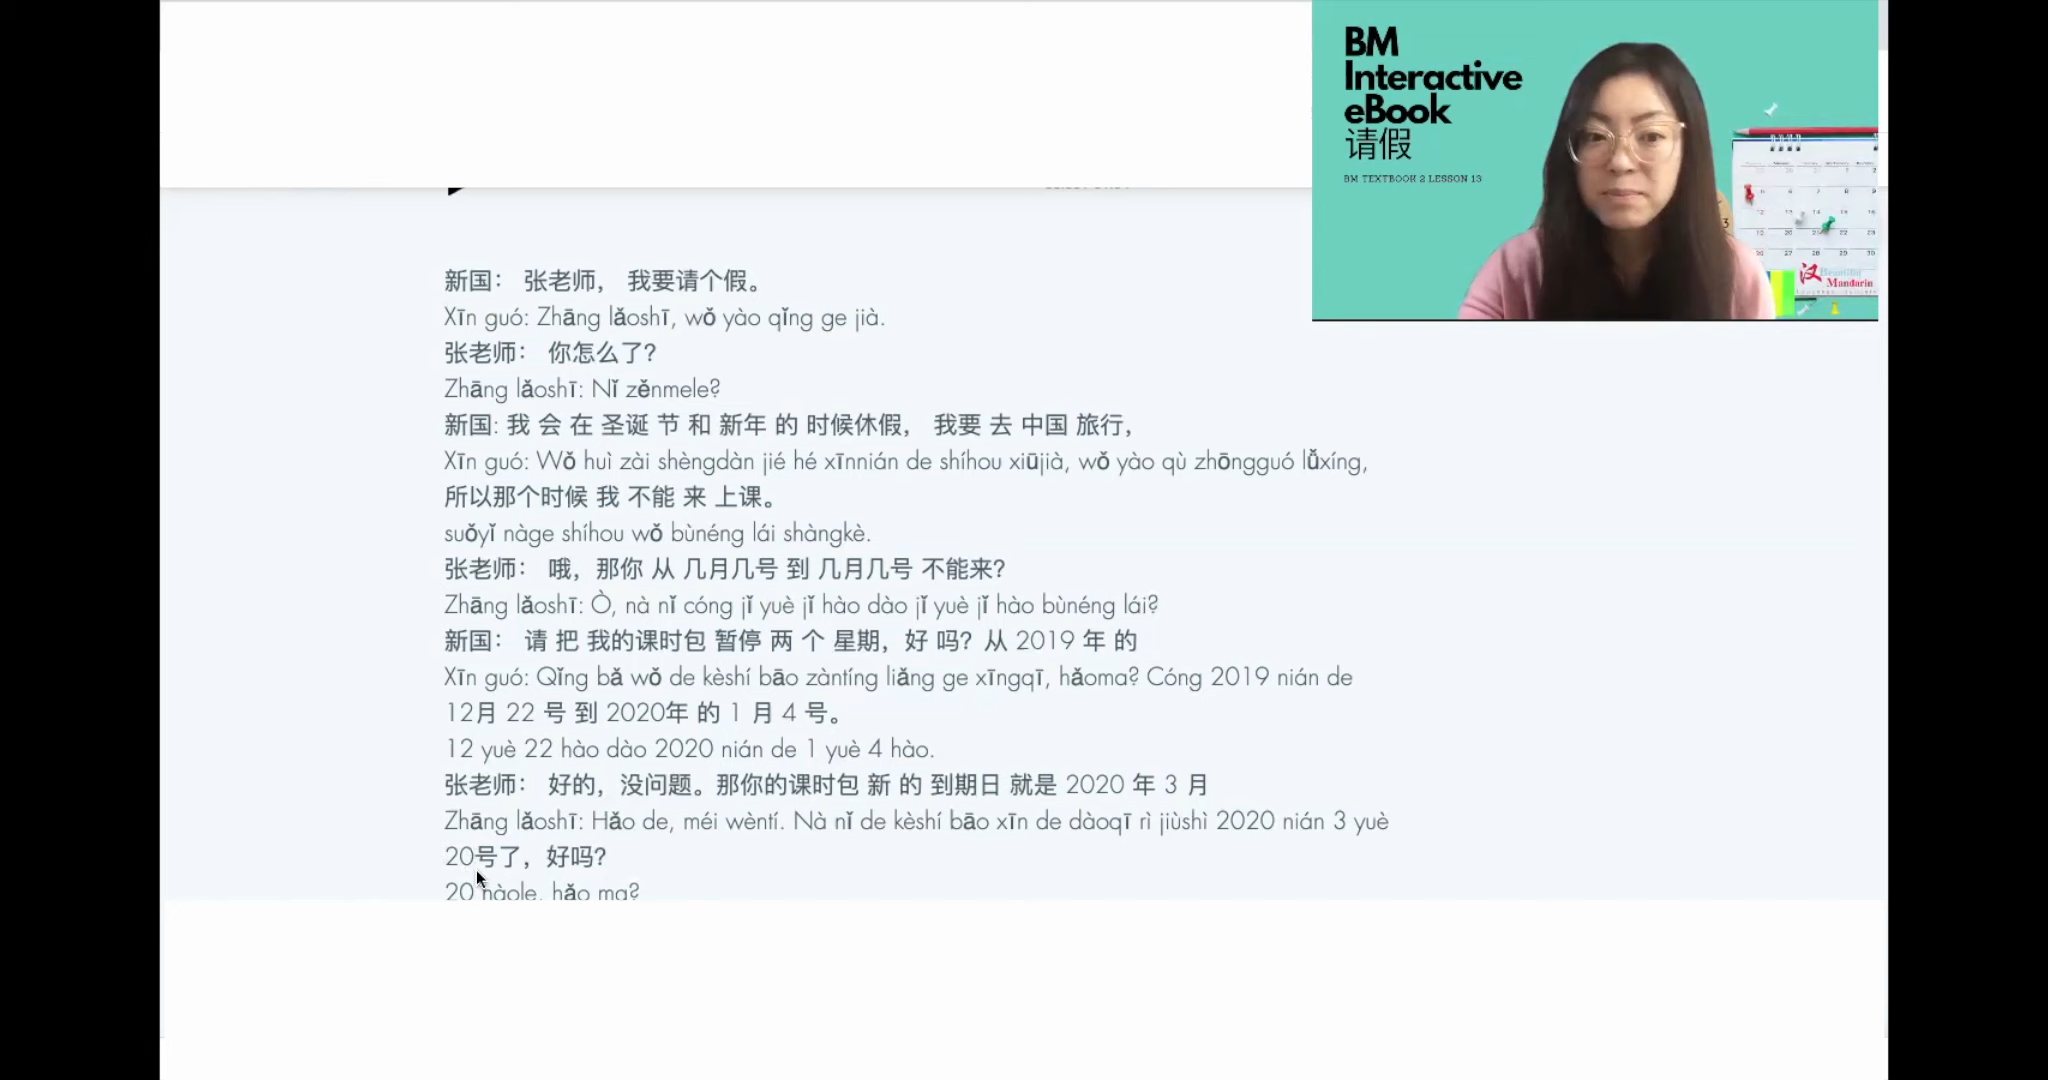 BM
Interactive
eBook
请假
BM TEXTBOOK 2 LESSON 13
汉 Beautiful
Mandarin
新国： 张老师， 我要请个假。
Xīn guó: Zhāng lǎoshī, wǒ yào qǐng ge jià.
张老师： 你怎么了？
Zhāng lǎoshī: Nǐ zěnmele?
新国: 我 会 在 圣诞 节 和 新年 的 时候休假， 我要 去 中国 旅行，
Xīn guó: Wǒ huì zài shèngdàn jié hé xīnnián de shíhou xiūjià, wǒ yào qù zhōngguó lǚxíng,
所以那个时候 我 不能 来 上课。
suǒyǐ nàge shíhou wǒ bùnéng lái shàngkè.
张老师： 哦，那你 从 几月几号 到 几月几号 不能来？
Zhāng lǎoshī: Ò, nà nǐ cóng jǐ yuè jǐ hào dào jǐ yuè jǐ hào bùnéng lái?
新国： 请 把 我的课时包 暂停 两 个 星期，好 吗？从 2019 年 的
Xīn guó: Qǐng bǎ wǒ de kèshí bāo zàntíng liǎng ge xīngqī, hǎoma? Cóng 2019 nián de
12月 22 号 到 2020年 的 1 月 4 号。
12 yuè 22 hào dào 2020 nián de 1 yuè 4 hào.
张老师： 好的，没问题。那你的课时包 新 的 到期日 就是 2020 年 3 月
Zhāng lǎoshī: Hǎo de, méi wèntí. Nà nǐ de kèshí bāo xīn de dàoqī rì jiùshì 2020 nián 3 yuè
20号了，好吗？
20 hàole, hǎo ma?